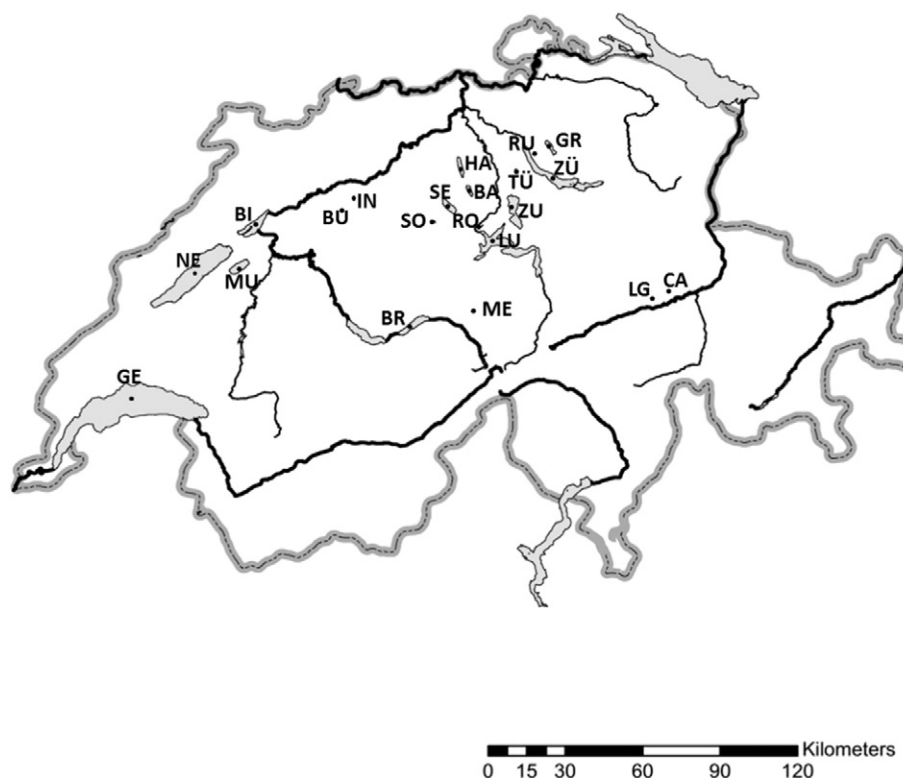 RU
GR
HA
TÜ
ZÜ
SE
BA
IN
BÜ
ZU
BI
SO
RO
LU
NE
MU
LG
CA
BR
ME
GE
Kilometers
0 15 30 60 90 120